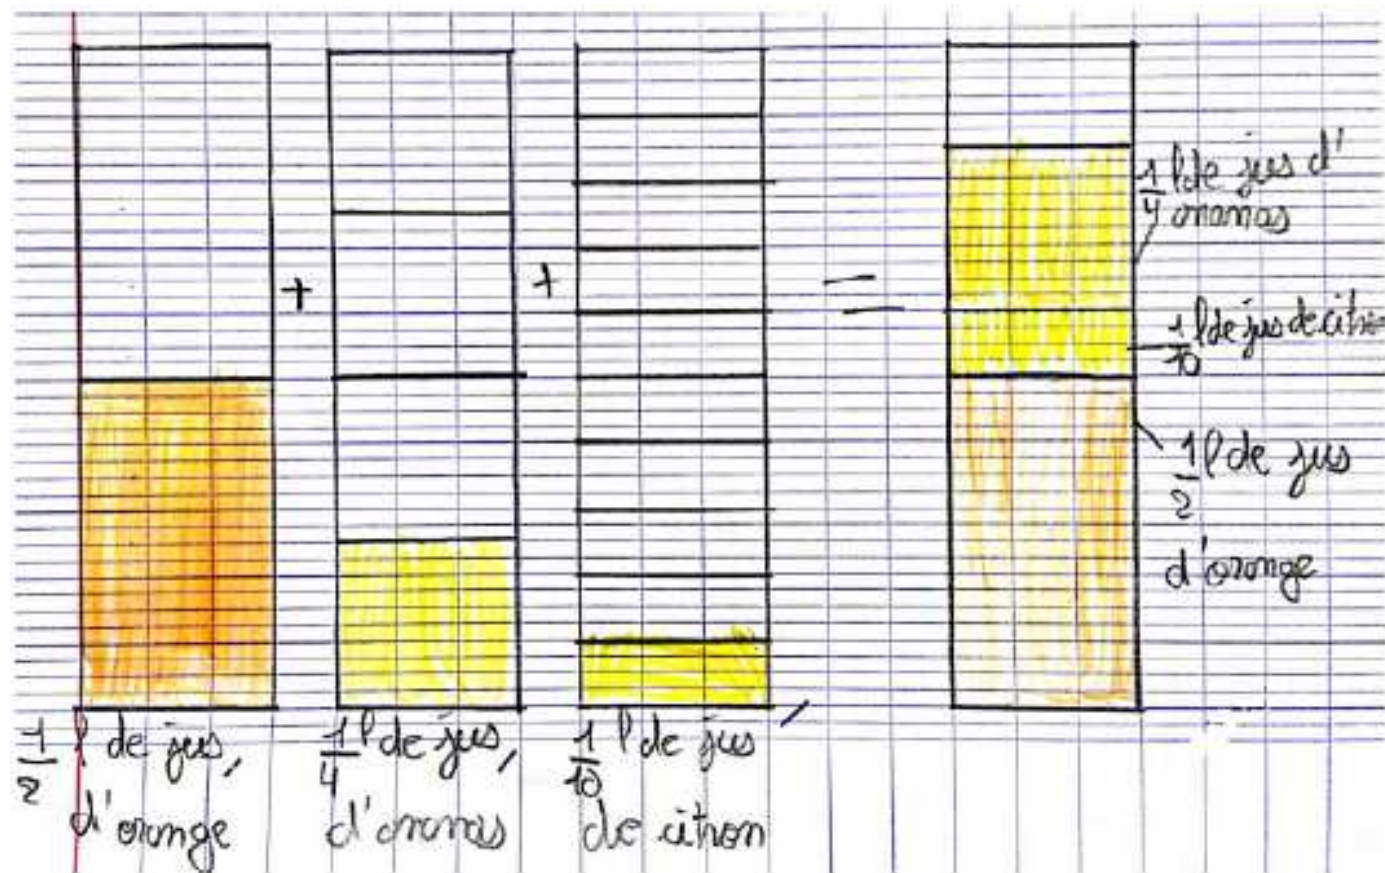 + + =
1/4 l de jus d'
ananas
1/10 l de jus de citron
1/2 l de jus
d'orange
1/2 l de jus,
d'orange
1/4 l de jus,
d'ananas
1/10 l de jus
de citron